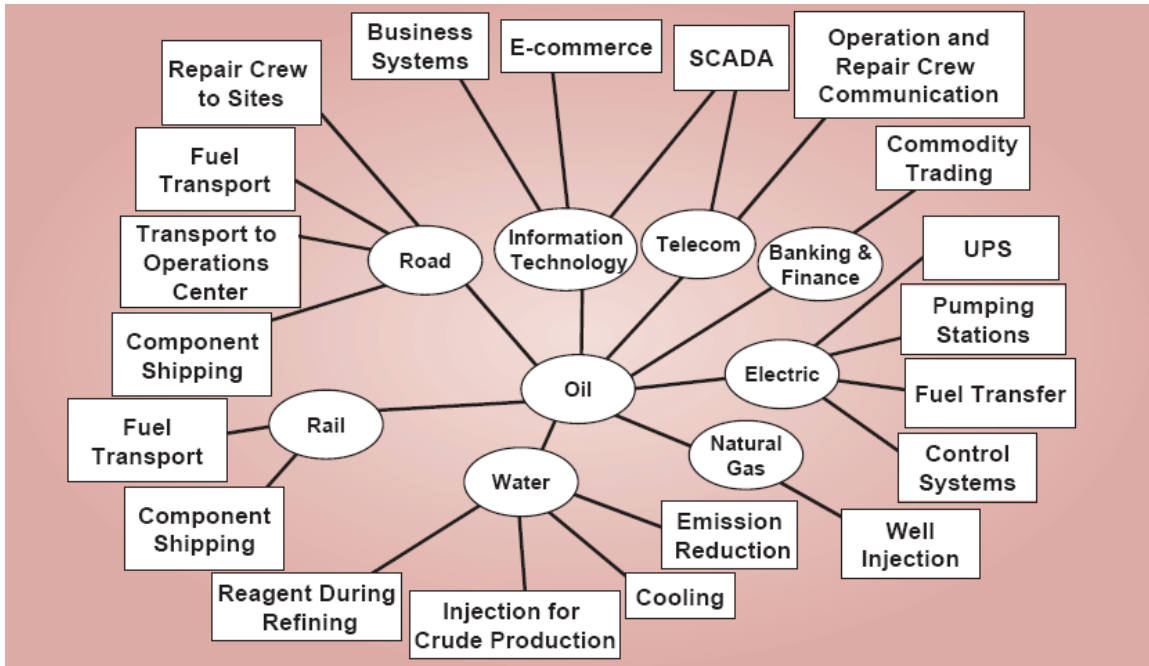 Business
Systems
E-commerce
SCADA
Operation and
Repair Crew
Communication
Repair Crew
to Sites
Commodity
Trading
Fuel
Transport
Transport to
Operations
Center
Road
Information
Technology
Telecom
Banking &
Finance
UPS
Pumping
Stations
Component
Shipping
Oil
Electric
Fuel Transfer
Fuel
Transport
Rail
Natural
Gas
Control
Systems
Water
Component
Shipping
Emission
Reduction
Well
Injection
Reagent During
Refining
Injection for
Crude Production
Cooling